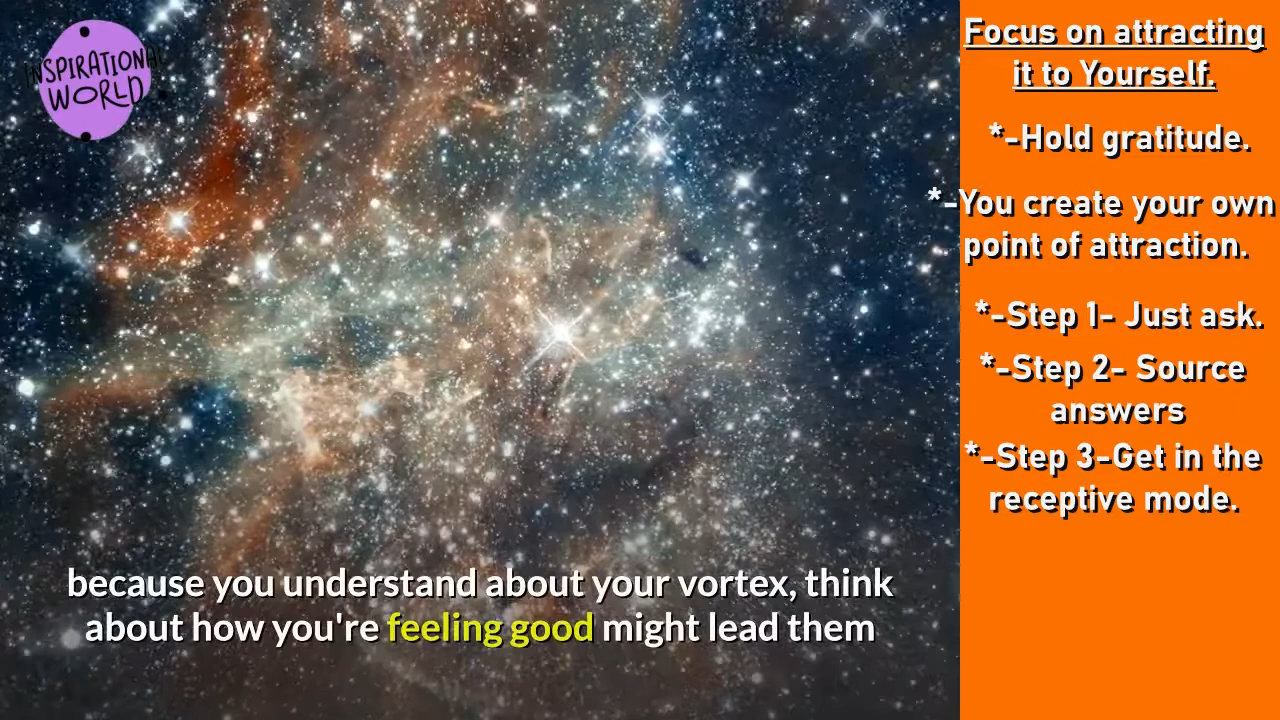 INSPIRATIONAL
WORLD
Focus on attracting
it to Yourself.
*-Hold gratitude.
*-You create your own
point of attraction.
*-Step 1- Just ask.
*-Step 2- Source
answers
*-Step 3-Get in the
receptive mode.
because you understand about your vortex, think
about how you're feeling good might lead them